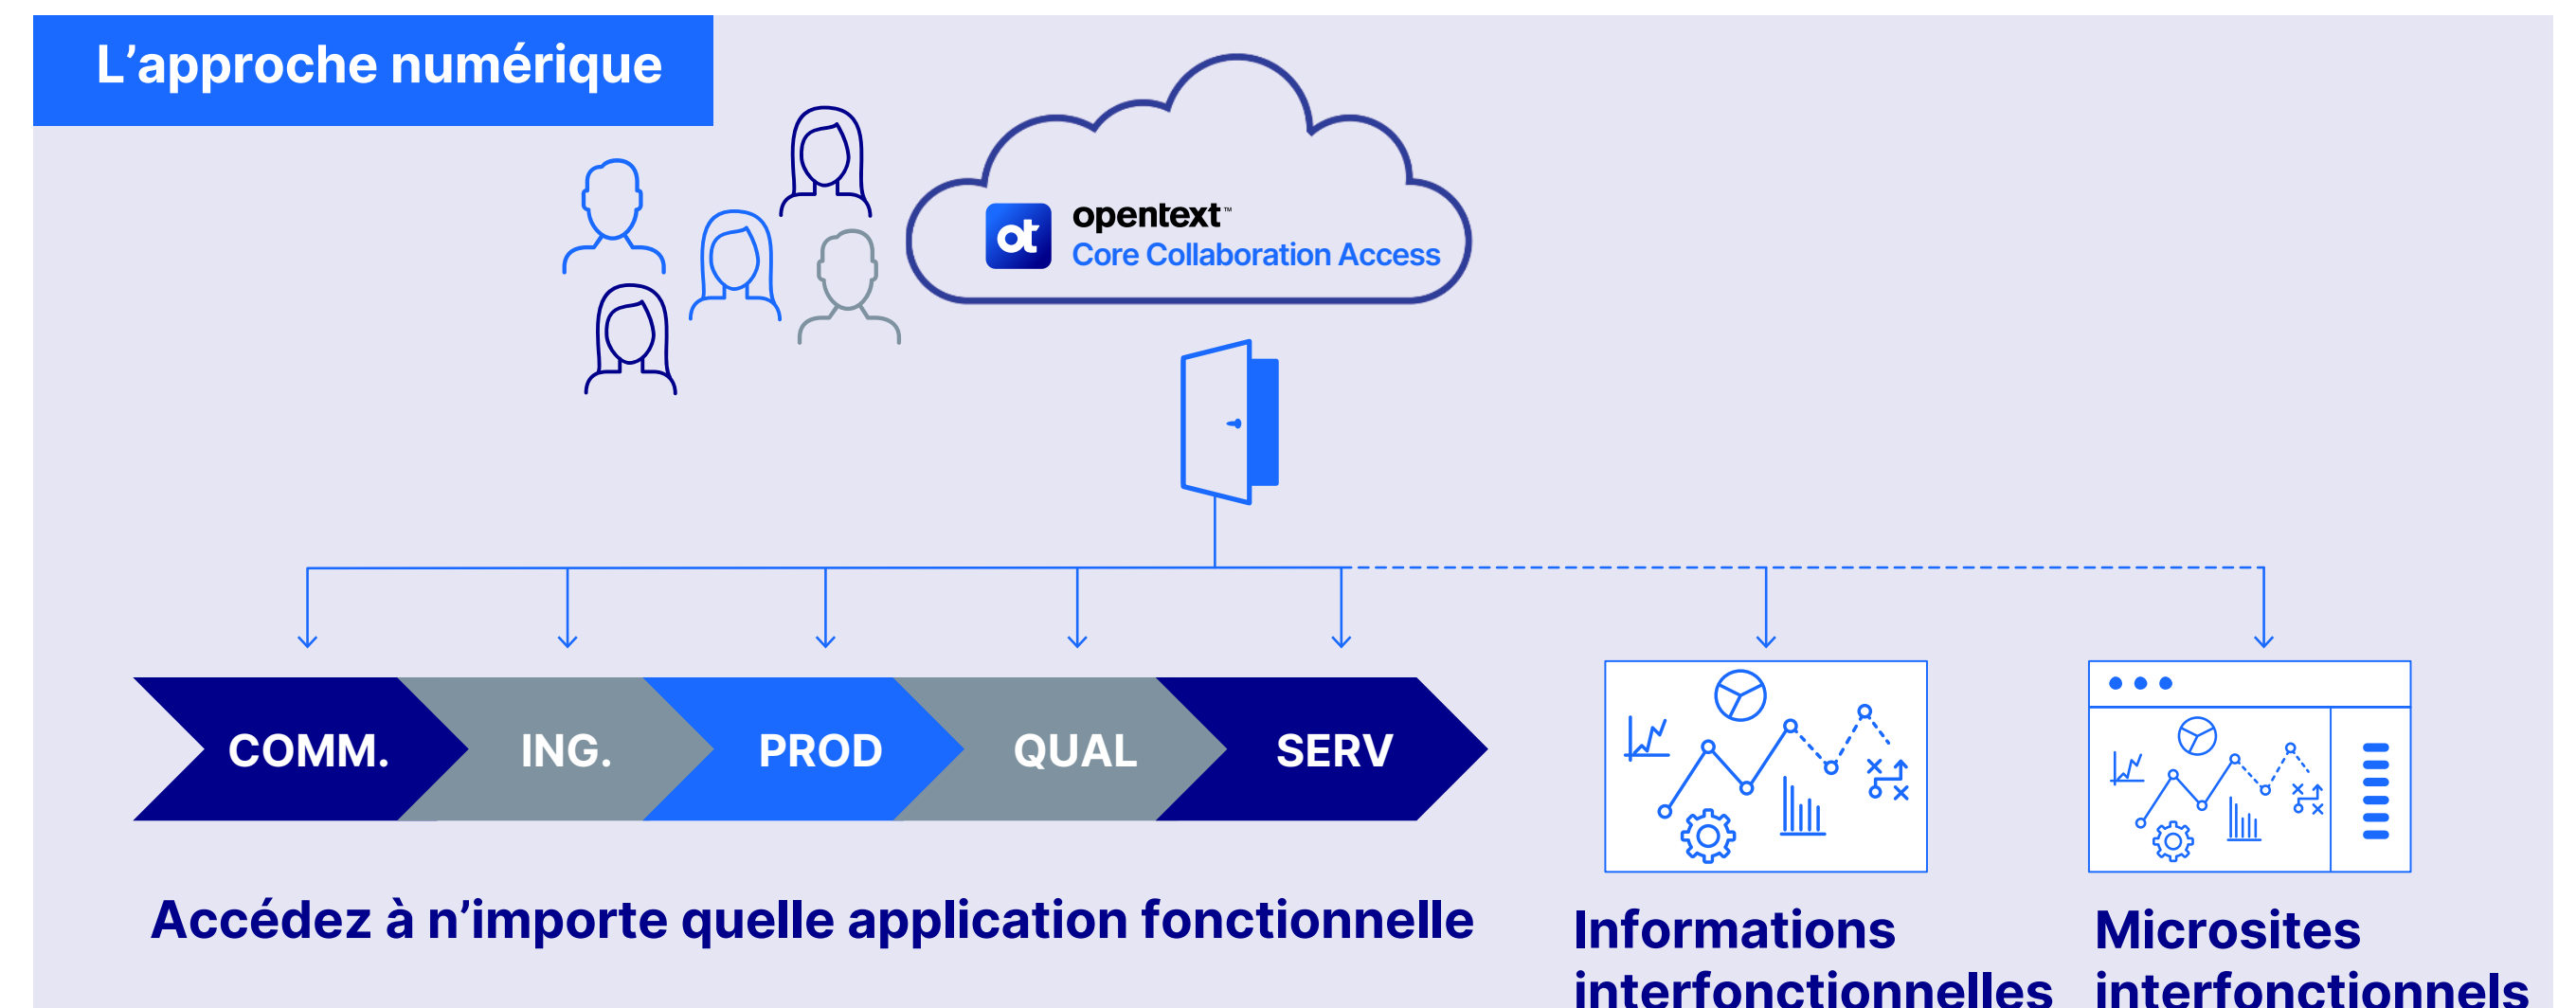 L’approche numérique
ot
opentext™
Core Collaboration Access
COMM.
ING.
PROD
QUAL
SERV
Accédez à n’importe quelle application fonctionnelle
Informations
interfonctionnelles
Microsites
interfonctionnels